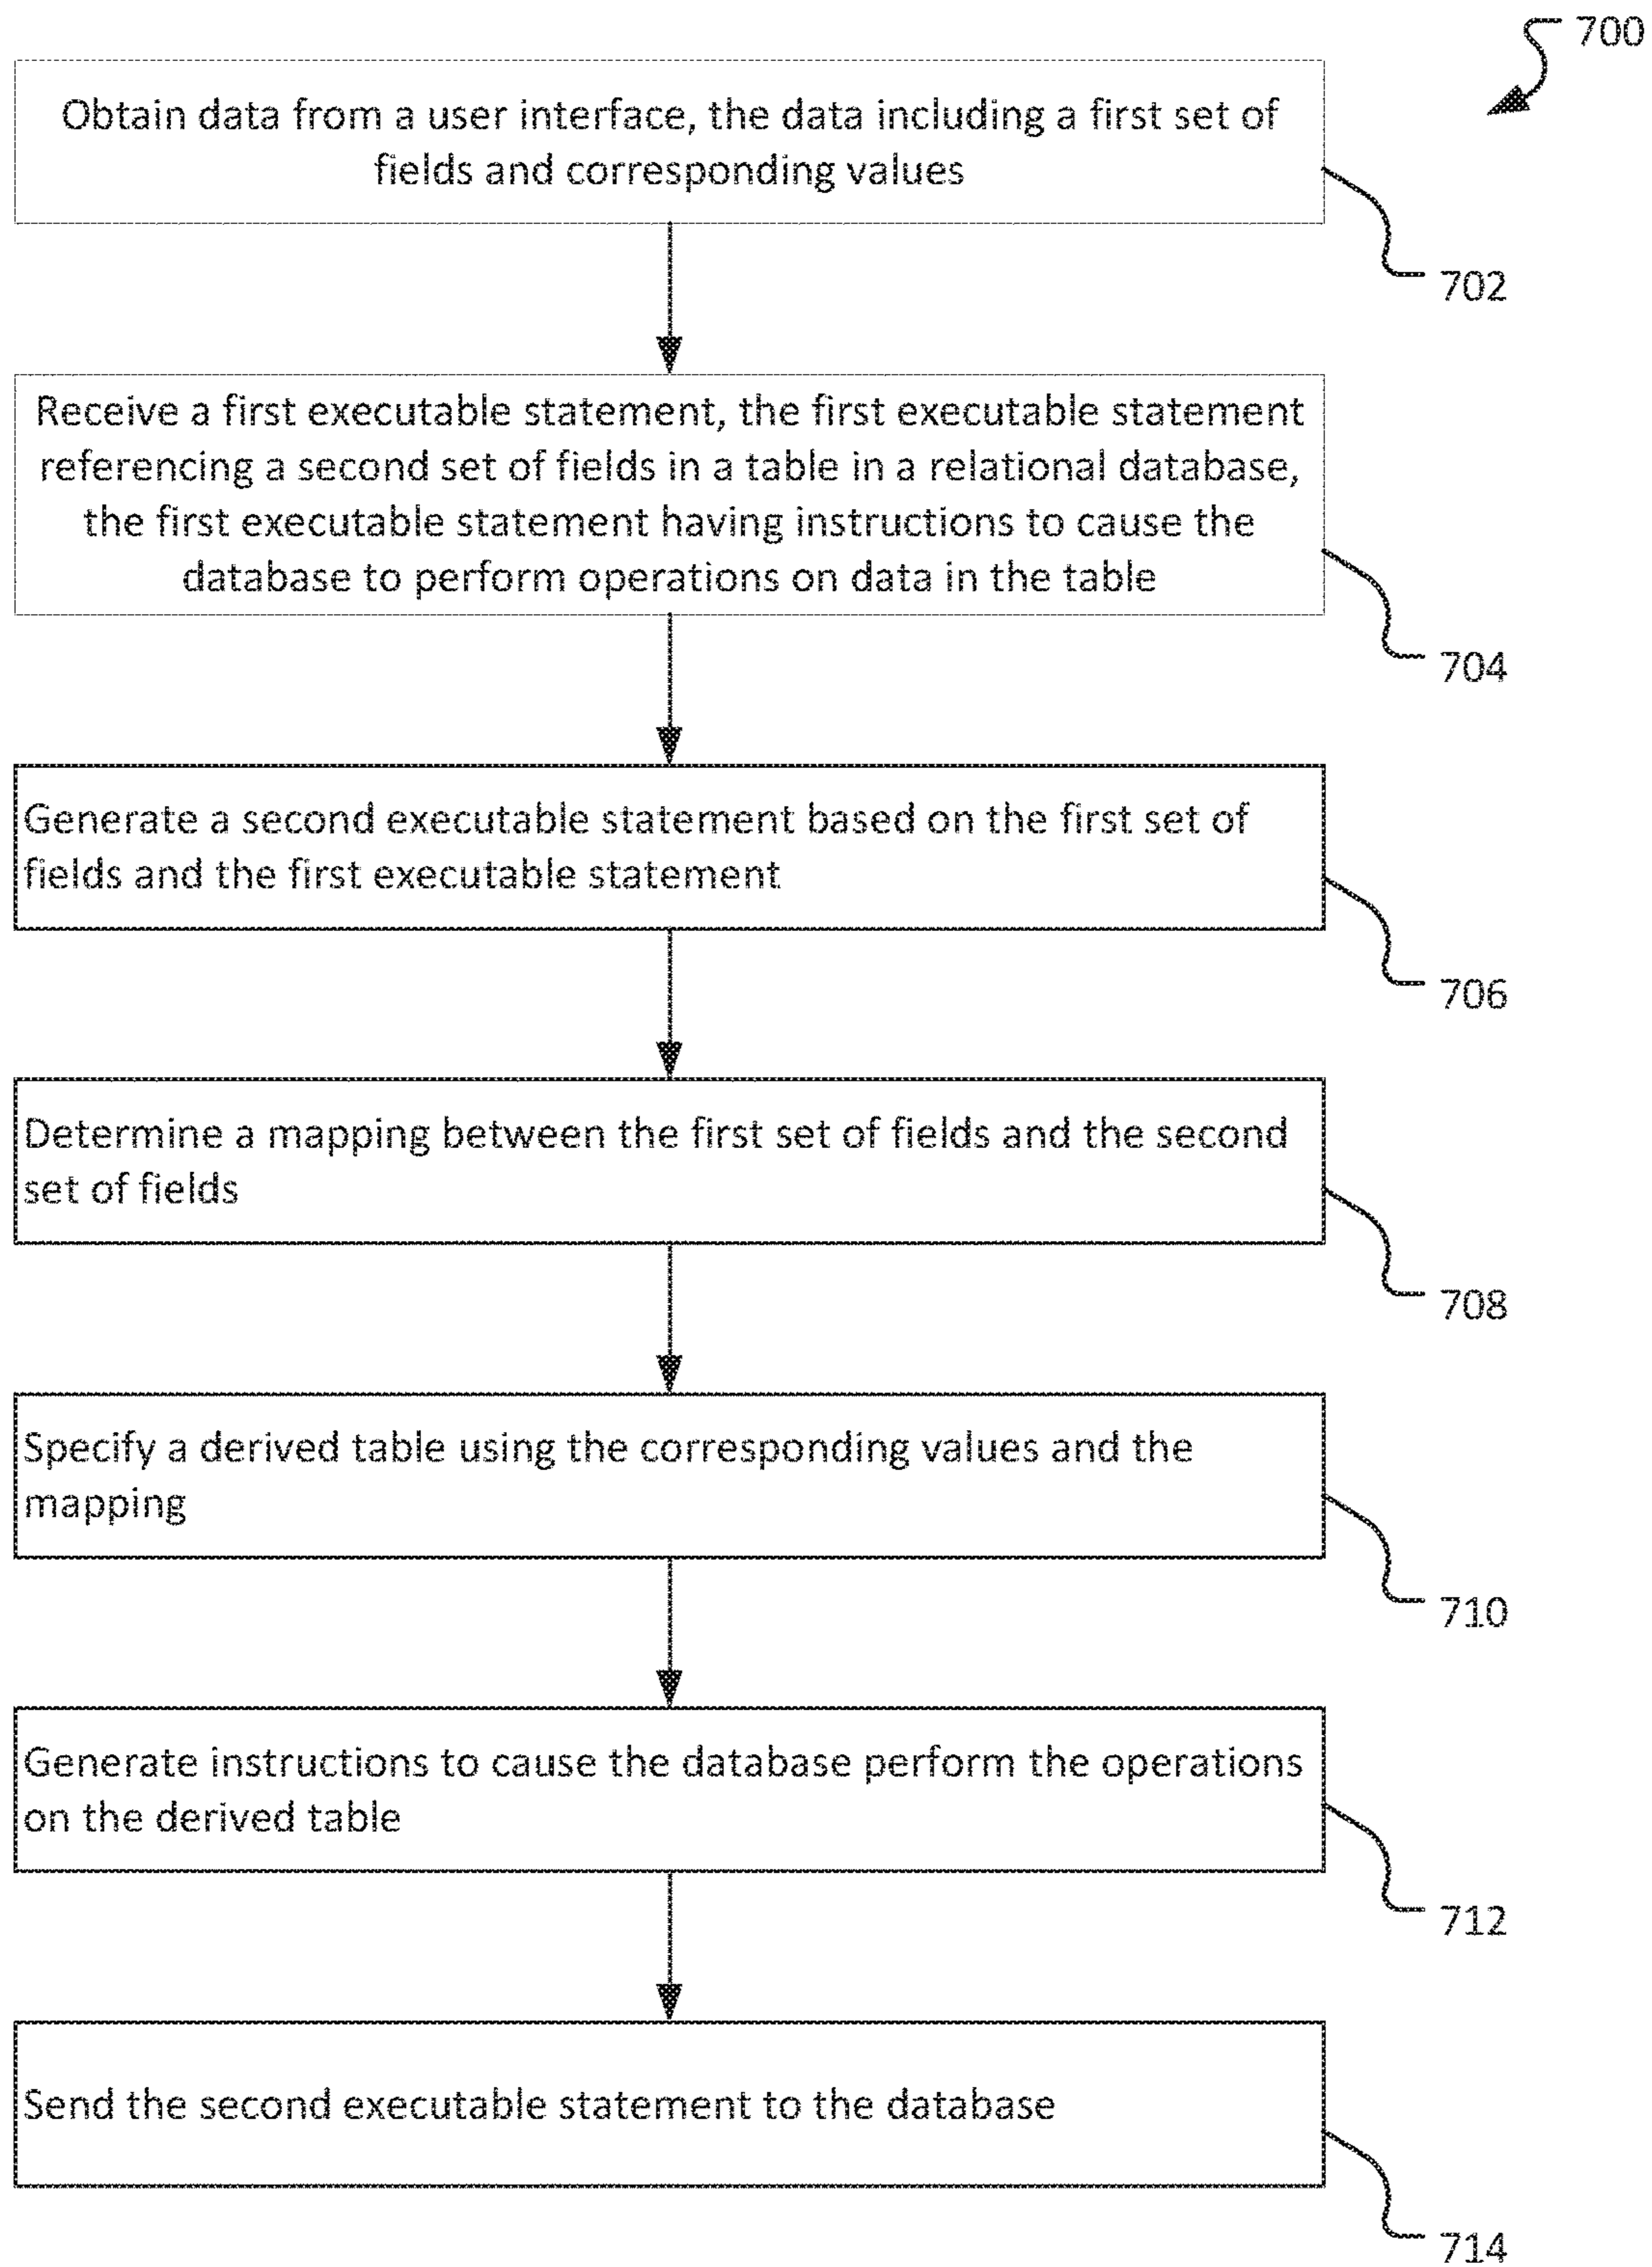 700
Obtain data from a user interface, the data including a first set of
fields and corresponding values
702
Receive a first executable statement, the first executable statement
referencing a second set of fields in a table in a relational database,
the first executable statement having instructions to cause the
database to perform operations on data in the table
704
Generate a second executable statement based on the first set of
fields and the first executable statement
706
Determine a mapping between the first set of fields and the second
set of fields
708
Specify a derived table using the corresponding values and the
mapping
710
Generate instructions to cause the database perform the operations
on the derived table
712
Send the second executable statement to the database
714